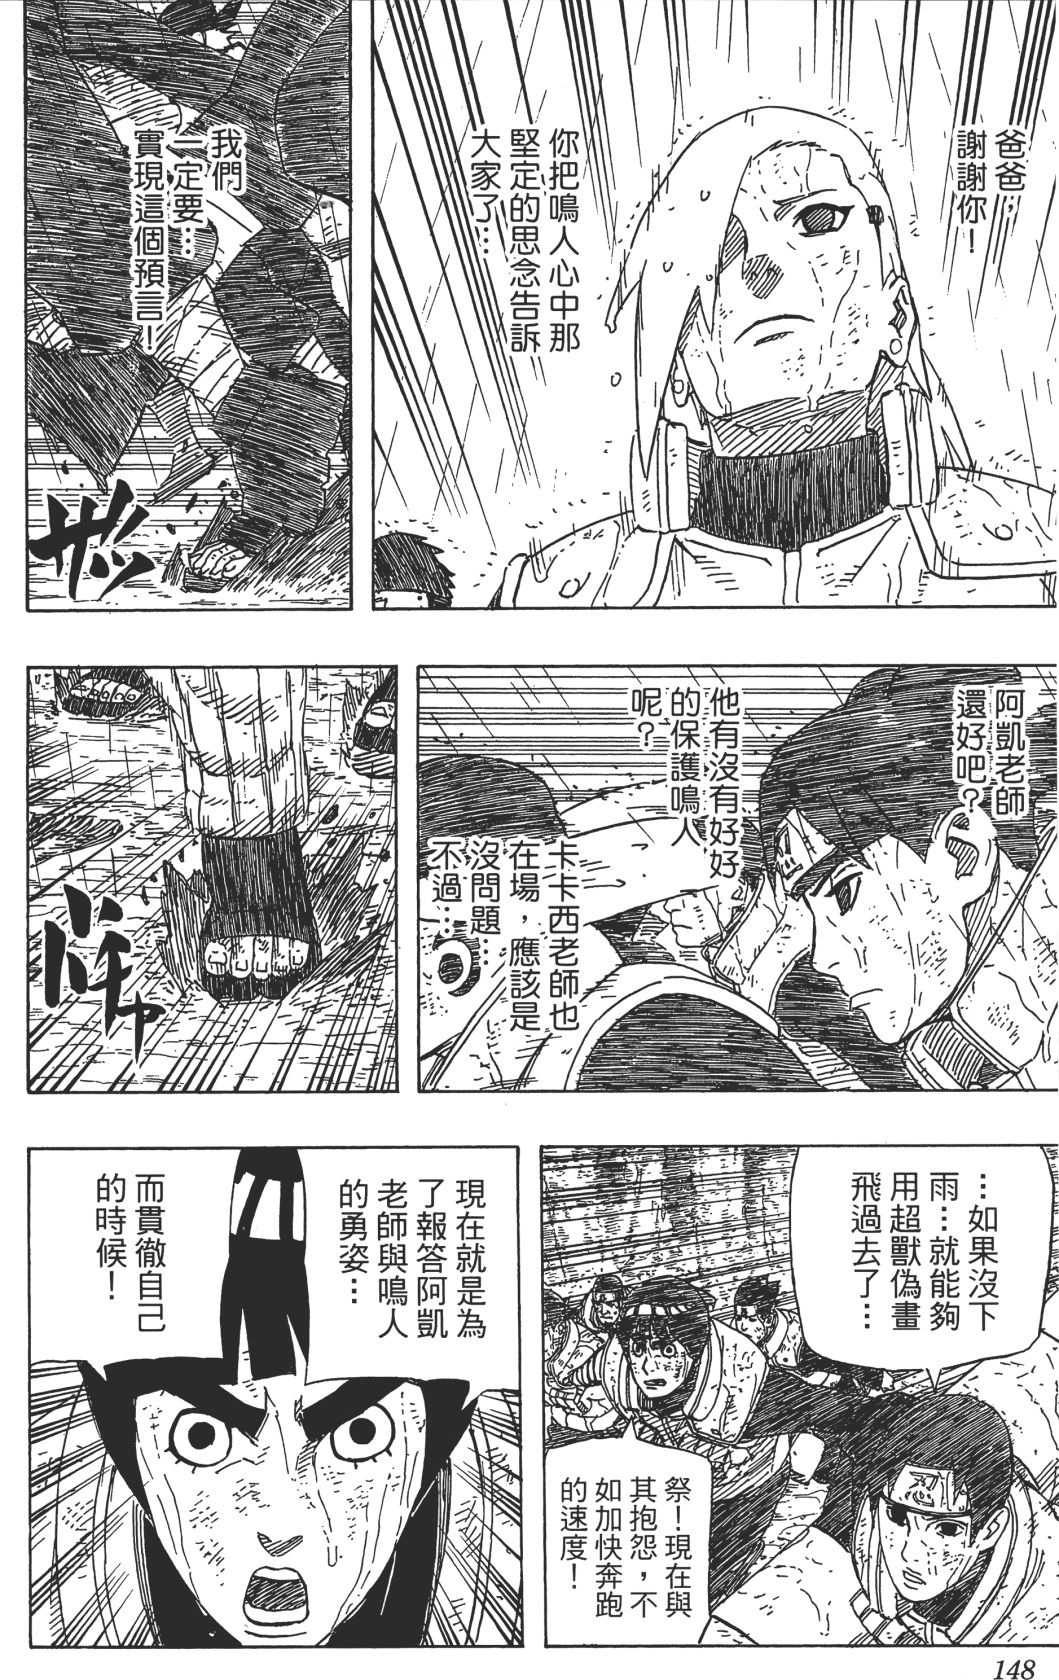 爸爸…
謝謝你！
你把鳴人心中那
堅定的思念告訴
大家了…
我們
一定要…
實現這個預言！
ザッ
阿凱老師
還好吧？
他有沒有好好
的保護鳴人
呢？
卡卡西老師也
在場，應該是
沒問題…
不過…
ドチャ
…如果沒下
雨…就能夠
用超獸偽畫
飛過去了…
祭！現在與
其抱怨，不
如加快奔跑
的速度！
現在就是為
了報答阿凱
老師與鳴人
的勇姿…
而貫徹自己
的時候！
148